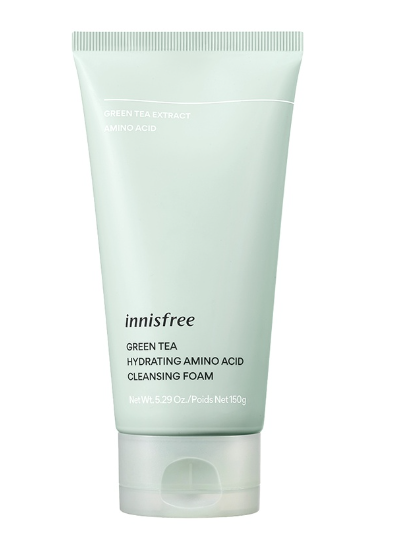 GREEN TEA EXTRACT
AMINO ACID
innisfree
GREEN TEA
HYDRATING AMINO ACID
CLEANSING FOAM
Net Wt. 5.29 Oz./Poids Net 150g